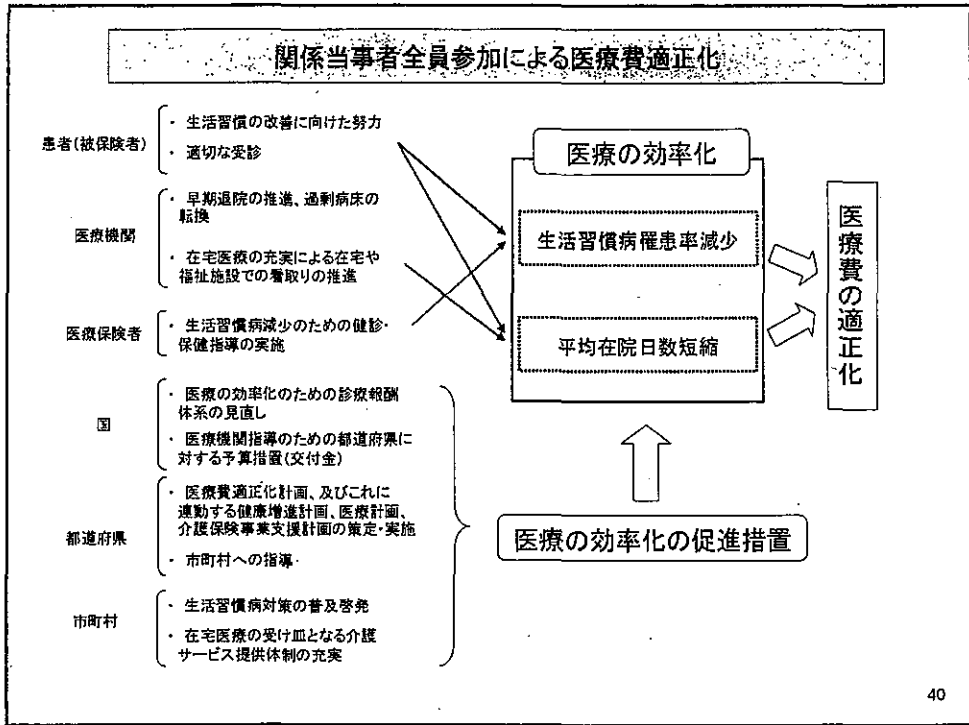 関係当事者全員参加による医療費適正化
患者(被保険者)
・ 生活習慣の改善に向けた努力
・ 適切な受診
医療機関
・ 早期退院の推進、過剰病床の
転換
・ 在宅医療の充実による在宅や
福祉施設での看取りの推進
医療保険者
・ 生活習慣病減少のための健診・
保健指導の実施
国
・ 医療の効率化のための診療報酬
体系の見直し
・ 医療機関指導のための都道府県に
対する予算措置(交付金)
都道府県
・ 医療費適正化計画、及びこれに
連動する健康増進計画、医療計画、
介護保険事業支援計画の策定・実施
・ 市町村への指導
市町村
・ 生活習慣病対策の普及啓発
・ 在宅医療の受け皿となる介護
サービス提供体制の充実
医療の効率化
生活習慣病罹患率減少
平均在院日数短縮
医療の効率化の促進措置
医療費の適正化
40